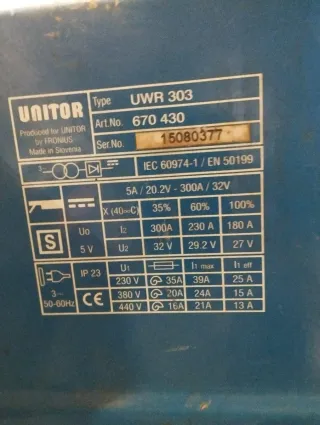 UNITOR
Produced for UNITOR
by FRONIUS
Made in Slovenia
Type UWR 303
Art.No. 670 430
Ser.No. 15080377
3~ IEC 60974-1 / EN 50199
5A / 20.2V - 300A / 32V
X (40°C) 35% 60% 100%
S U0 I2 300A 230 A 180 A
5 V U2 32 V 29.2 V 27 V
IP 23 U1 I1 max I1 eff
230 V 35A 39A 25 A
3~ 380 V 20A 24A 15 A
50-60Hz CE 440 V 16A 21A 13 A